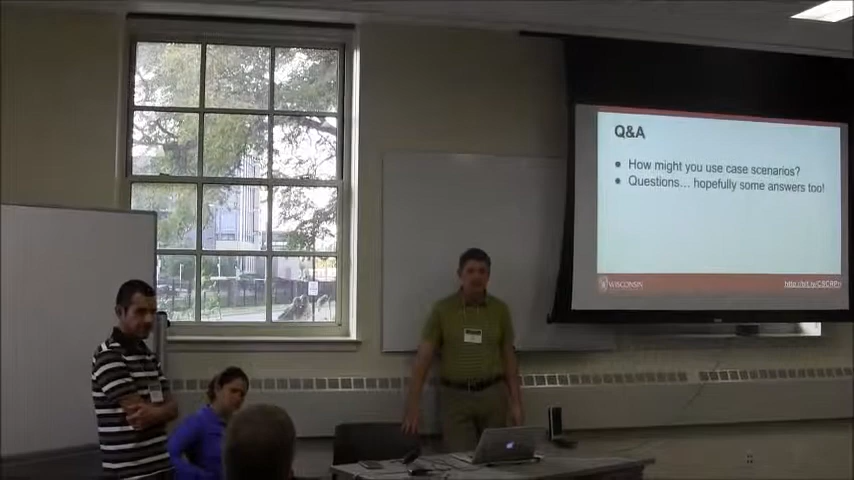 Q&A
• How might you use case scenarios?
• Questions... hopefully some answers too!
WISCONSIN